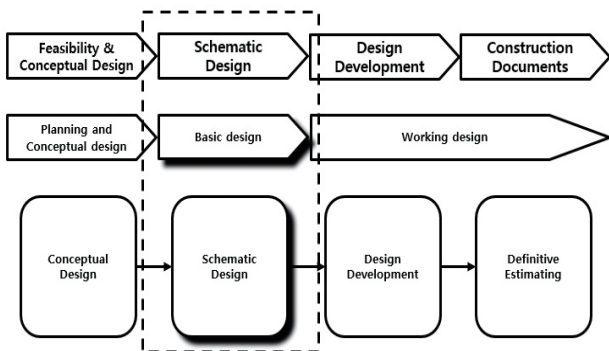 Feasibility &
Conceptual Design
Schematic
Design
Design
Development
Construction
Documents
Planning and
Conceptual design
Basic design
Working design
Conceptual
Design
Schematic
Design
Design
Development
Definitive
Estimating